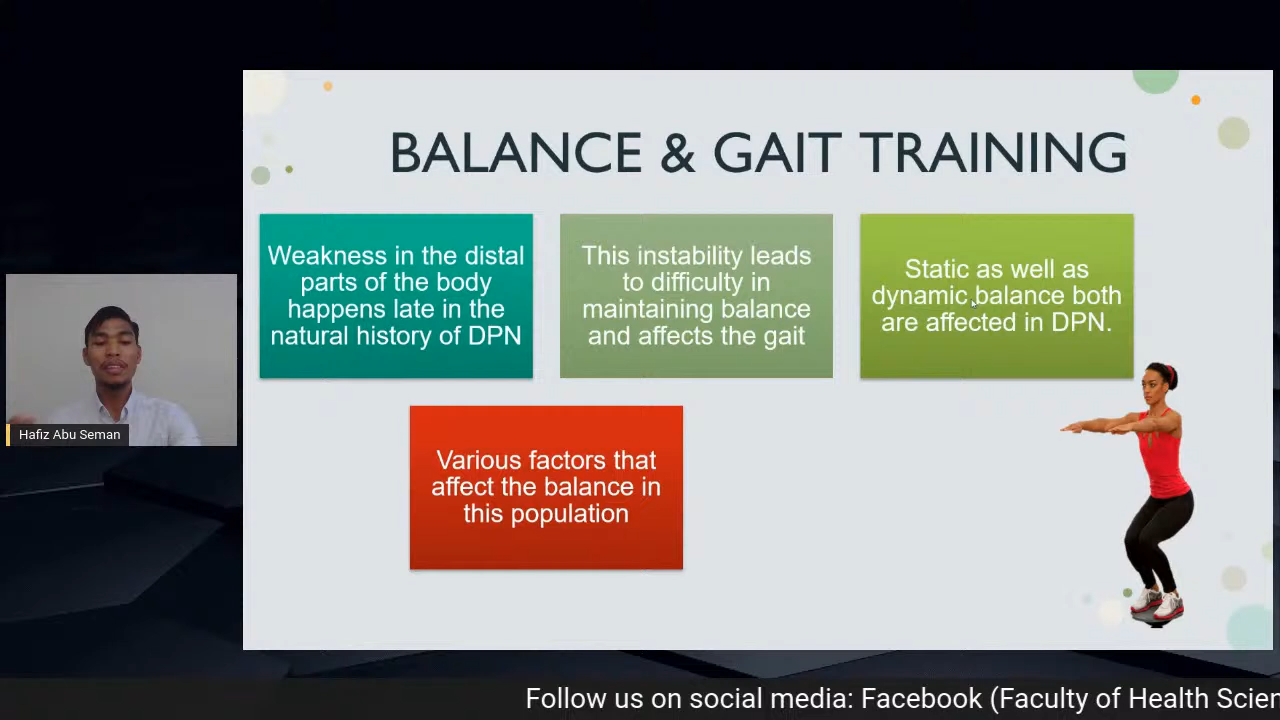 BALANCE & GAIT TRAINING
Weakness in the distal
parts of the body
happens late in the
natural history of DPN
This instability leads
to difficulty in
maintaining balance
and affects the gait
Static as well as
dynamic balance both
are affected in DPN.
Various factors that
affect the balance in
this population
Hafiz Abu Seman
Follow us on social media: Facebook (Faculty of Health